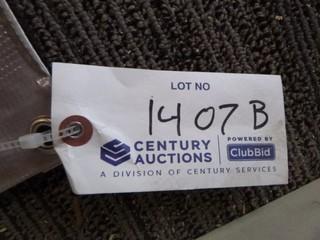 LOT NO
1407B
CENTURY AUCTIONS
POWERED BY
ClubBid
A DIVISION OF CENTURY SERVICES